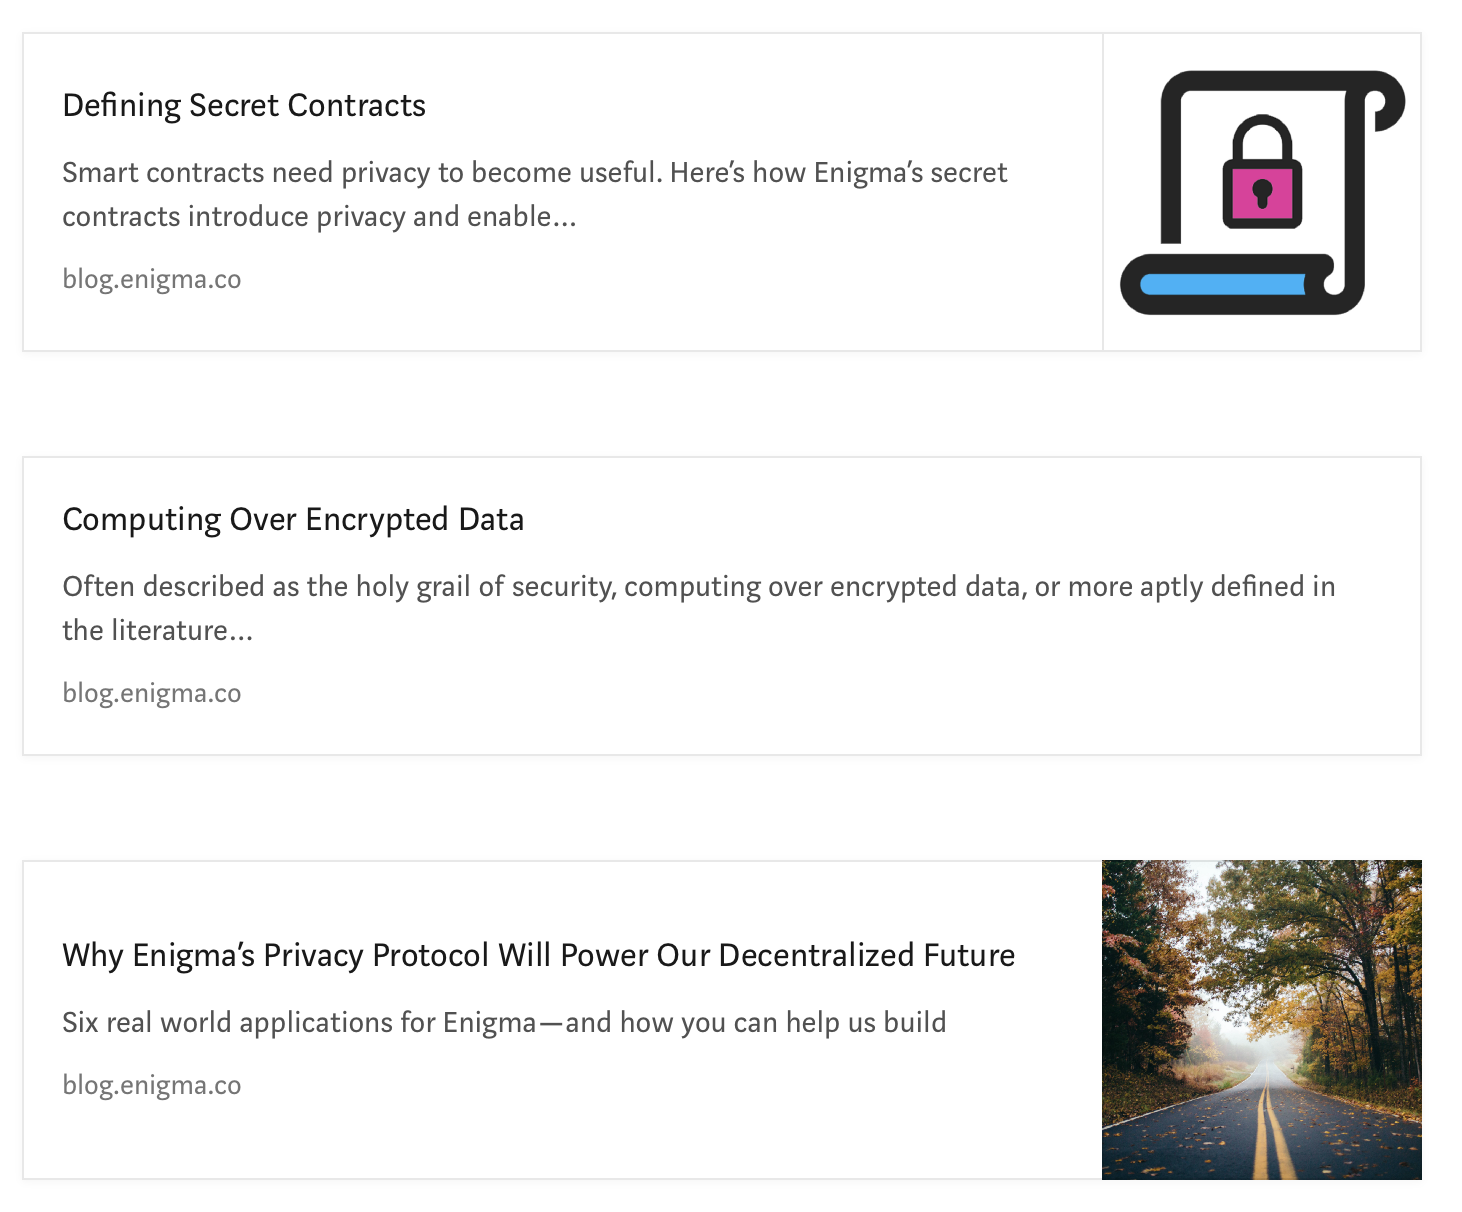 Defining Secret Contracts
Smart contracts need privacy to become useful. Here’s how Enigma’s secret
contracts introduce privacy and enable…
blog.enigma.co
Computing Over Encrypted Data
Often described as the holy grail of security, computing over encrypted data, or more aptly defined in
the literature…
blog.enigma.co
Why Enigma’s Privacy Protocol Will Power Our Decentralized Future
Six real world applications for Enigma—and how you can help us build
blog.enigma.co